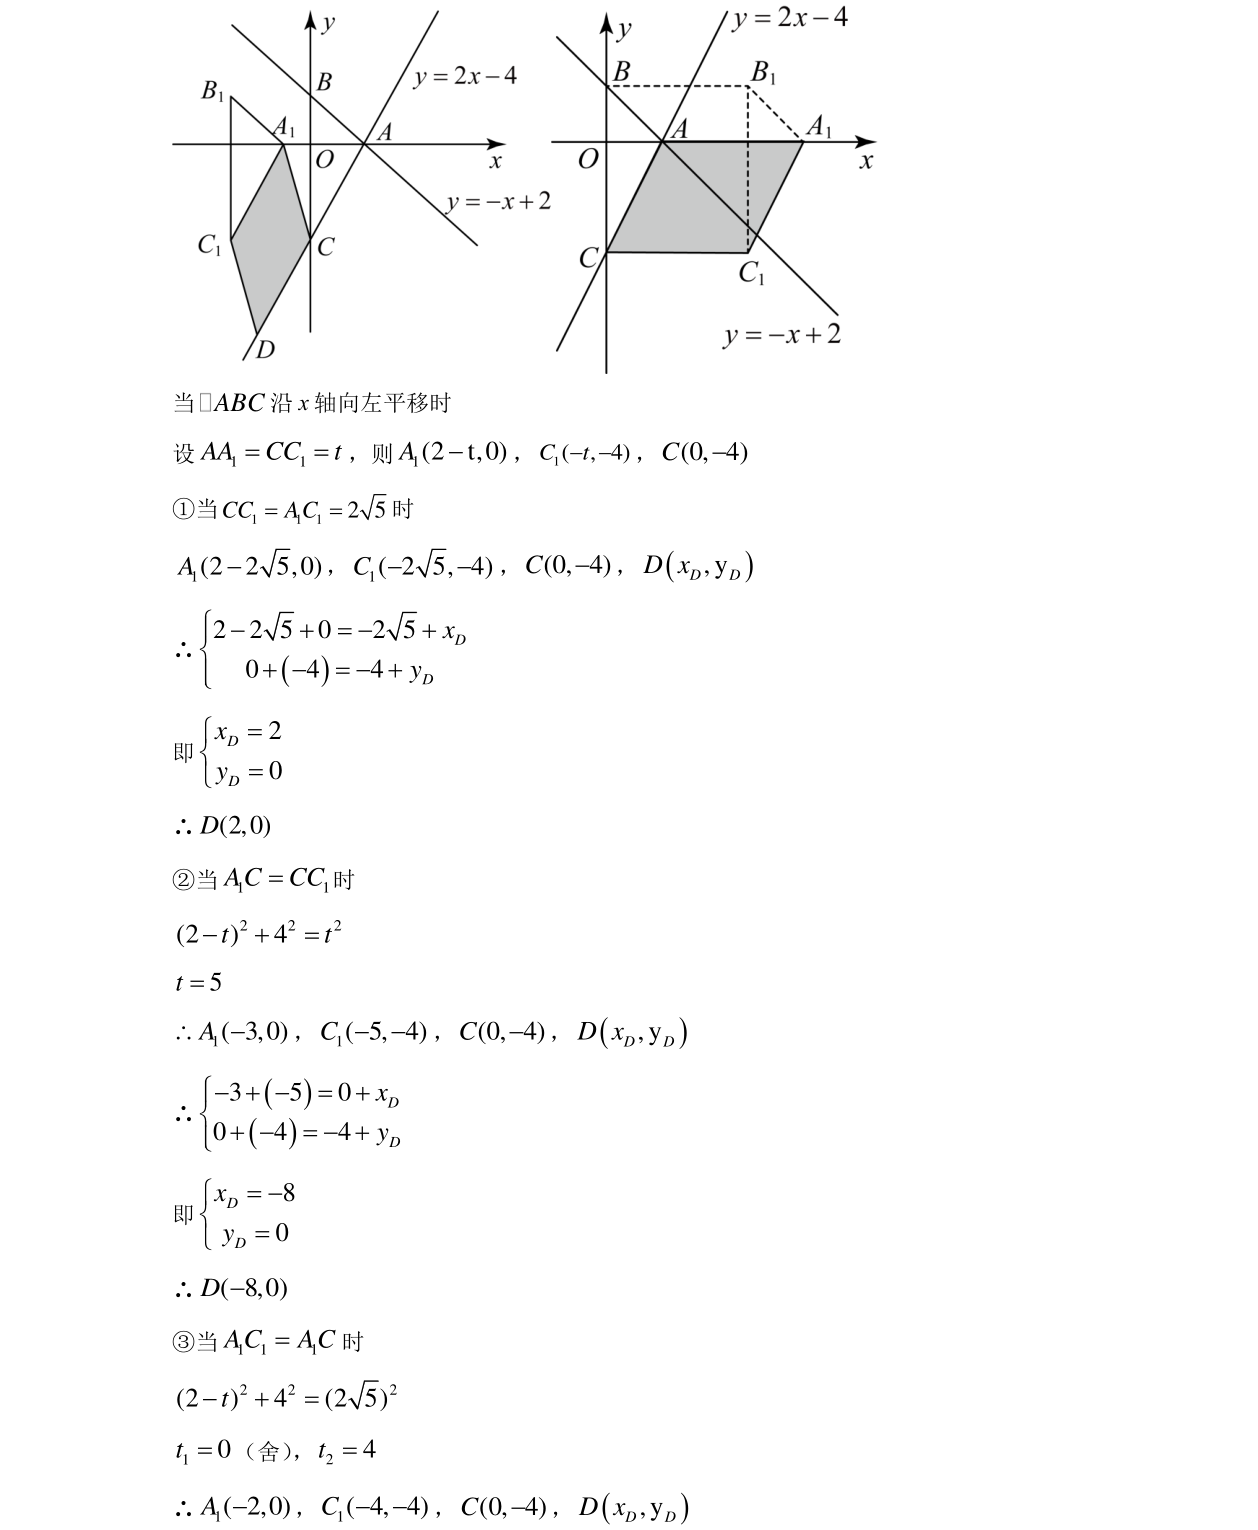 y
B
y = 2x − 4
B₁
A₁
A
O
x
y = −x + 2
C₁
C
D
y
y = 2x − 4
B
B₁
A
A₁
O
x
C
C₁
y = −x + 2
当□ABC沿 x 轴向左平移时
设 AA₁ = CC₁ = t，则 A₁(2 − t,0)，C₁(−t,−4)，C(0,−4)
①当CC₁ = A₁C₁ = 2√5 时
A₁(2 − 2√5,0)，C₁(−2√5,−4)，C(0,−4)，D(x_D, y_D)
∴ { 2 − 2√5 + 0 = −2√5 + x_D
0 + (−4) = −4 + y_D
即 { x_D = 2
y_D = 0
∴ D(2,0)
②当 A₁C = CC₁时
(2 − t)² + 4² = t²
t = 5
∴ A₁(−3,0)，C₁(−5,−4)，C(0,−4)，D(x_D, y_D)
∴ { −3 + (−5) = 0 + x_D
0 + (−4) = −4 + y_D
即 { x_D = −8
y_D = 0
∴ D(−8,0)
③当 A₁C₁ = A₁C 时
(2 − t)² + 4² = (2√5)²
t₁ = 0（舍），t₂ = 4
∴ A₁(−2,0)，C₁(−4,−4)，C(0,−4)，D(x_D, y_D)